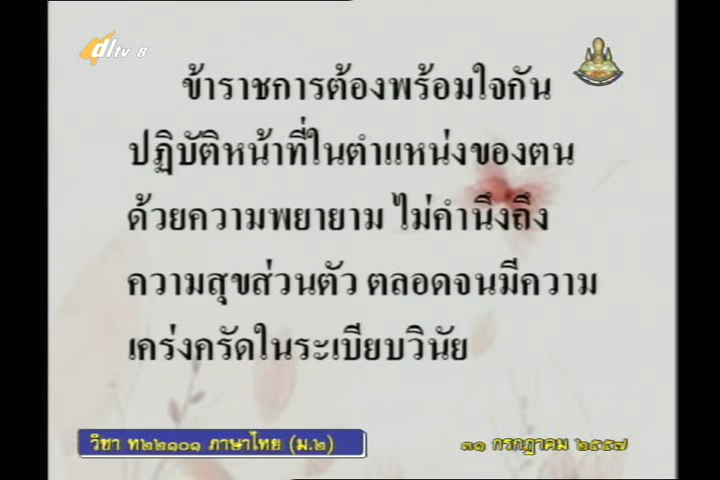 dltv 8
ข้าราชการต้องพร้อมใจกัน
ปฏิบัติหน้าที่ในตำแหน่งของตน
ด้วยความพยายาม ไม่คำนึงถึง
ความสุขส่วนตัว ตลอดจนมีความ
เคร่งครัดในระเบียบวินัย
วิชา ท๒๒๑๐๑ ภาษาไทย (ม.๒)
๓๑ กรกฎาคม ๒๕๕๗